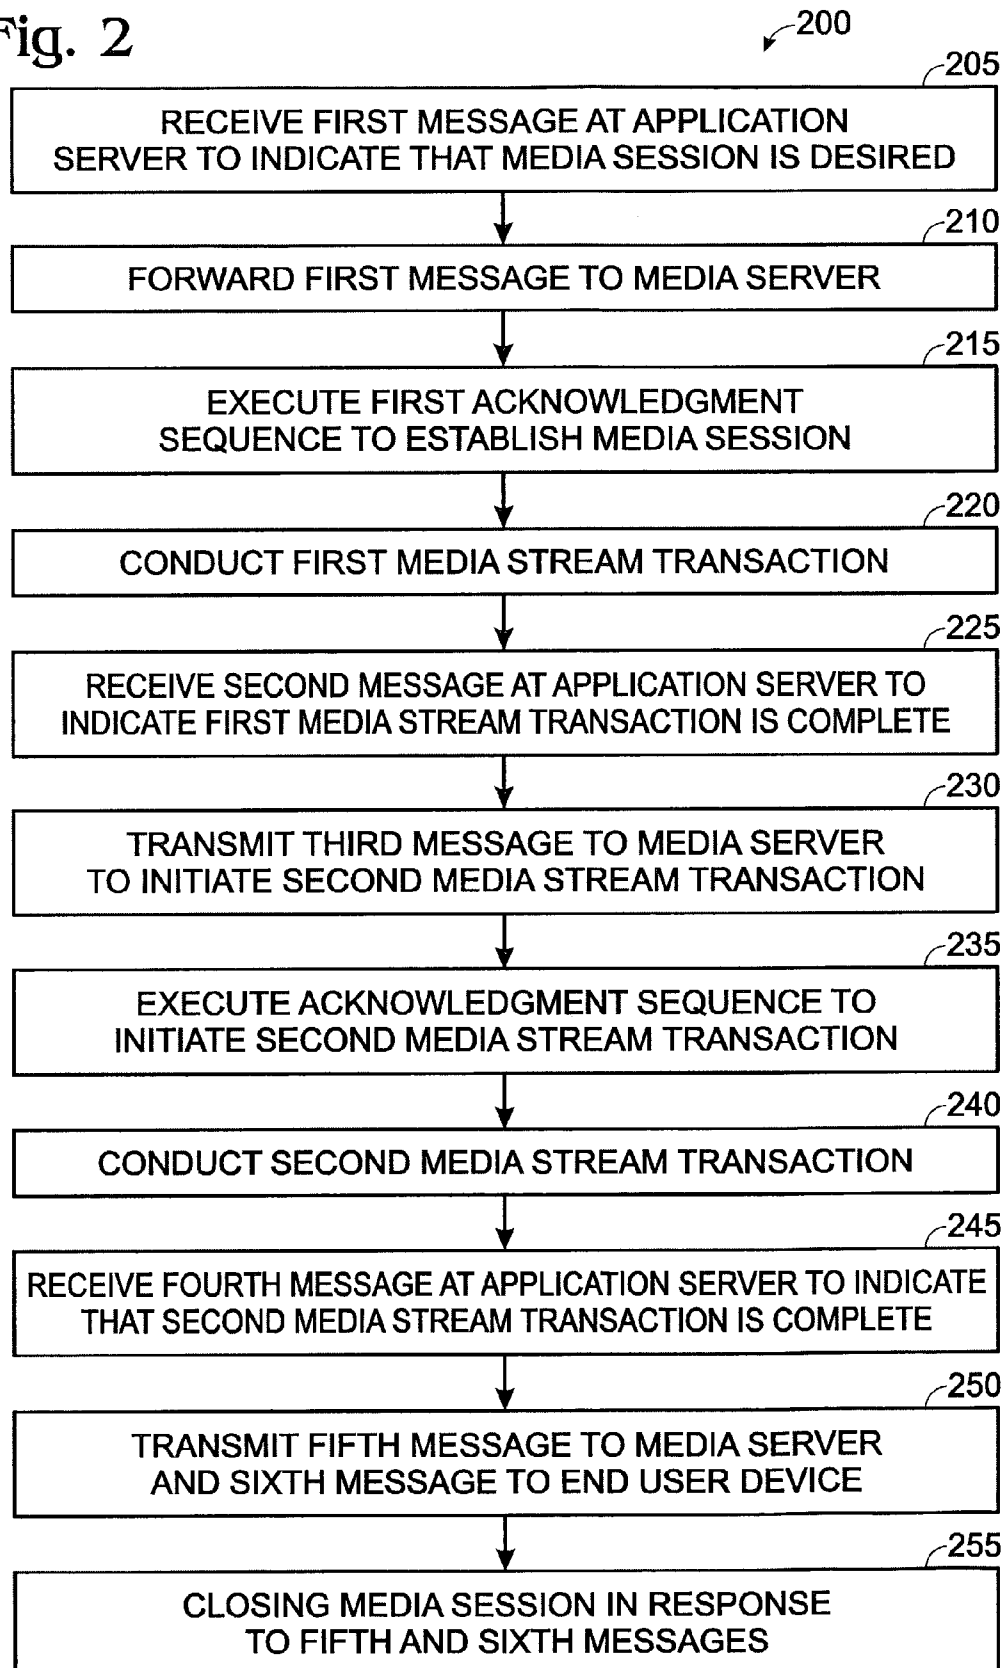 Fig. 2
200
205
RECEIVE FIRST MESSAGE AT APPLICATION
SERVER TO INDICATE THAT MEDIA SESSION IS DESIRED
210
FORWARD FIRST MESSAGE TO MEDIA SERVER
215
EXECUTE FIRST ACKNOWLEDGMENT
SEQUENCE TO ESTABLISH MEDIA SESSION
220
CONDUCT FIRST MEDIA STREAM TRANSACTION
225
RECEIVE SECOND MESSAGE AT APPLICATION SERVER TO
INDICATE FIRST MEDIA STREAM TRANSACTION IS COMPLETE
230
TRANSMIT THIRD MESSAGE TO MEDIA SERVER
TO INITIATE SECOND MEDIA STREAM TRANSACTION
235
EXECUTE ACKNOWLEDGMENT SEQUENCE TO
INITIATE SECOND MEDIA STREAM TRANSACTION
240
CONDUCT SECOND MEDIA STREAM TRANSACTION
245
RECEIVE FOURTH MESSAGE AT APPLICATION SERVER TO INDICATE
THAT SECOND MEDIA STREAM TRANSACTION IS COMPLETE
250
TRANSMIT FIFTH MESSAGE TO MEDIA SERVER
AND SIXTH MESSAGE TO END USER DEVICE
255
CLOSING MEDIA SESSION IN RESPONSE
TO FIFTH AND SIXTH MESSAGES